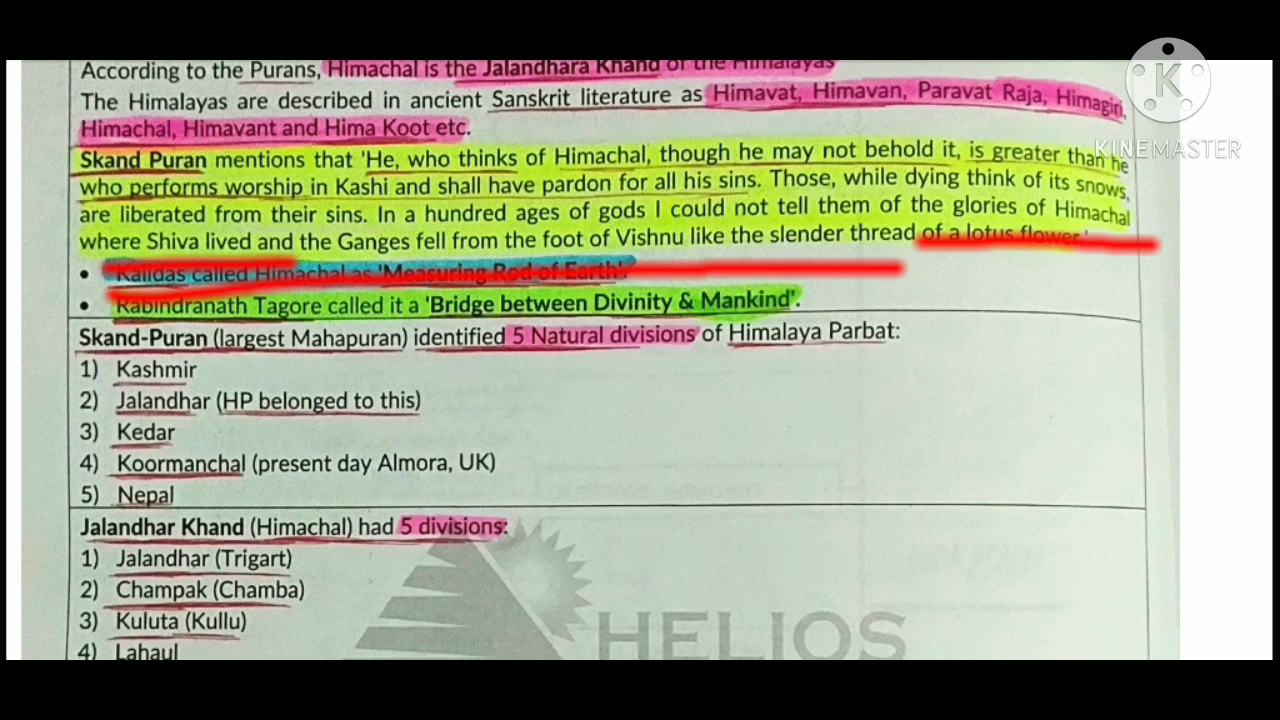 According to the Purans, Himachal is the Jalandhara Khand of the Himalayas
The Himalayas are described in ancient Sanskrit literature as Himavat, Himavan, Paravat Raja, Himagiri,
Himachal, Himavant and Hima Koot etc.
Skand Puran mentions that 'He, who thinks of Himachal, though he may not behold it, is greater than he
who performs worship in Kashi and shall have pardon for all his sins. Those, while dying think of its snows,
are liberated from their sins. In a hundred ages of gods I could not tell them of the glories of Himachal
where Shiva lived and the Ganges fell from the foot of Vishnu like the slender thread of a lotus flower.'
• Kalidas called Himachal as 'Measuring Rod of Earth'.
• Rabindranath Tagore called it a 'Bridge between Divinity & Mankind'.
Skand-Puran (largest Mahapuran) identified 5 Natural divisions of Himalaya Parbat:
1) Kashmir
2) Jalandhar (HP belonged to this)
3) Kedar
4) Koormanchal (present day Almora, UK)
5) Nepal
Jalandhar Khand (Himachal) had 5 divisions:
1) Jalandhar (Trigart)
2) Champak (Chamba)
3) Kuluta (Kullu)
4) Lahaul
HELIOS
K
KINEMASTER